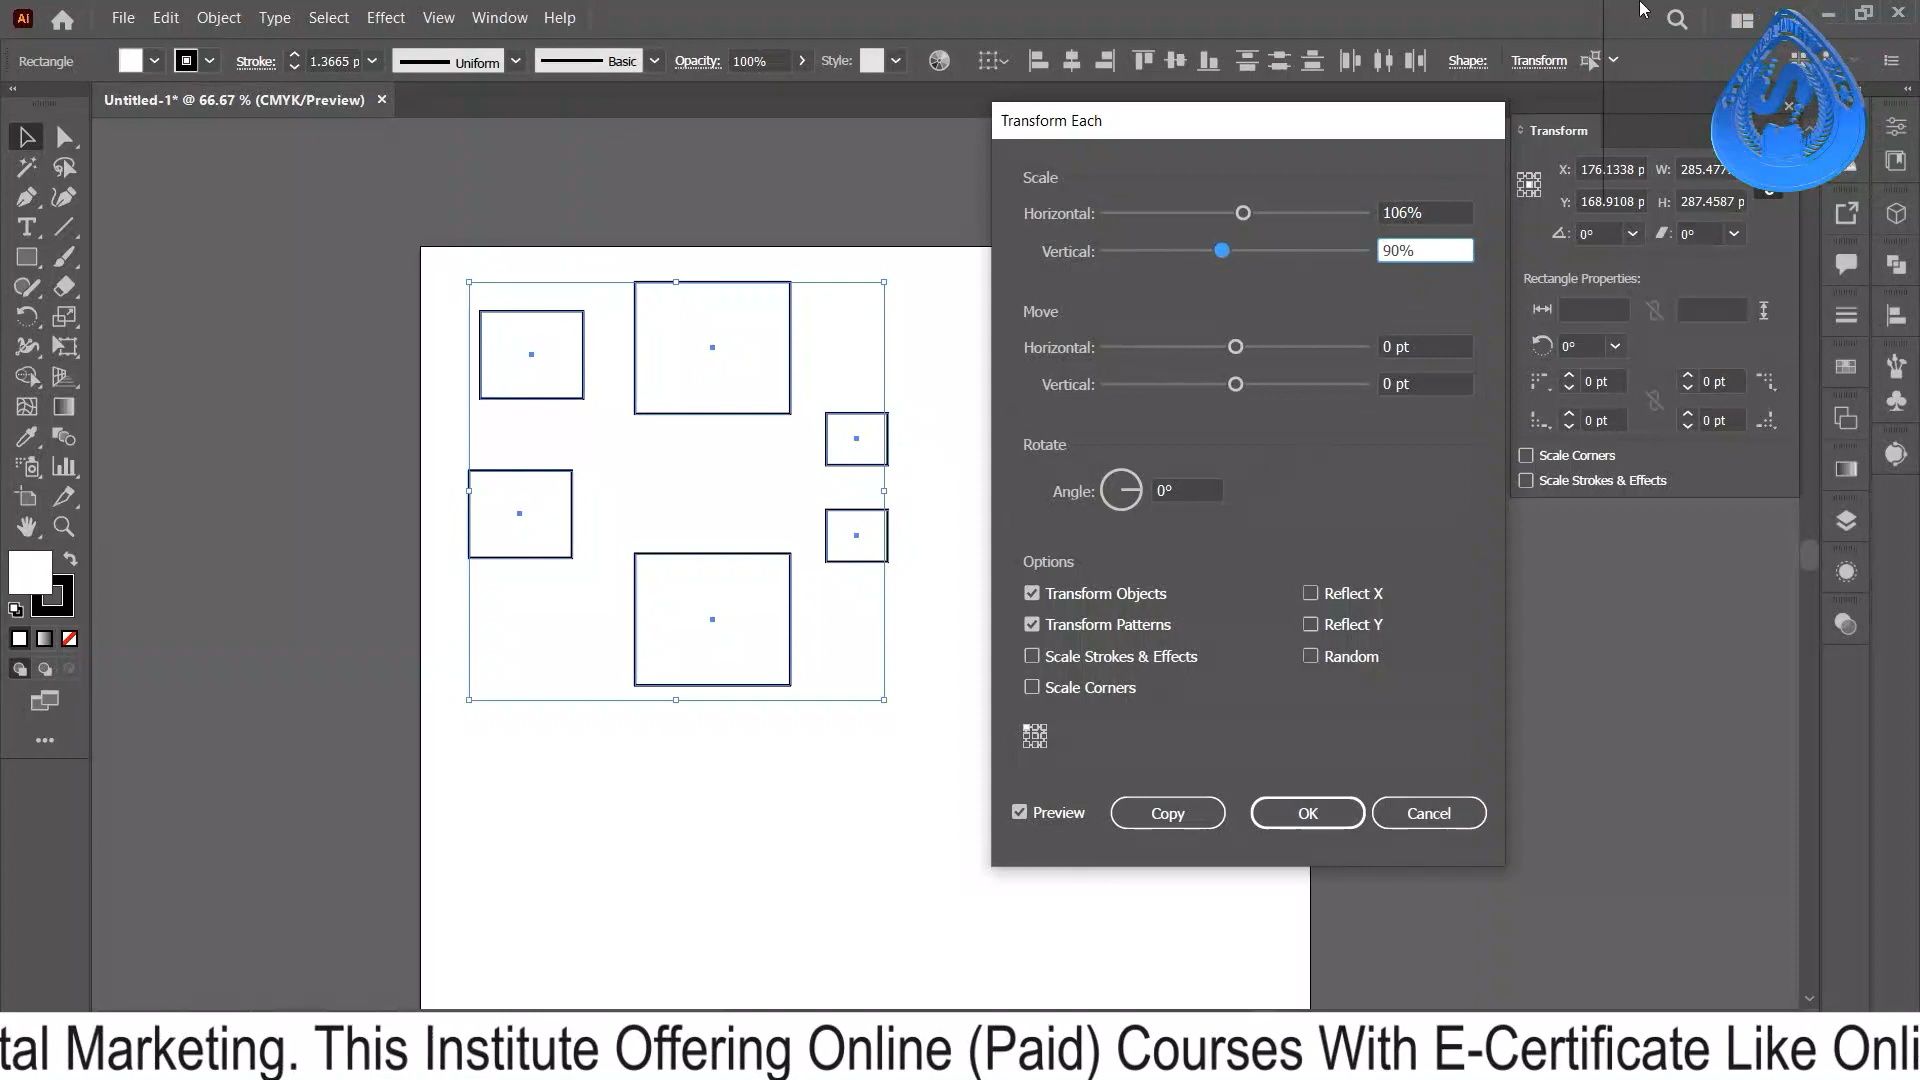 Ai File Edit Object Type Select Effect View Window Help
Rectangle Stroke: 1.3665 p Uniform Basic Opacity: 100% Style: Shape: Transform
Untitled-1* @ 66.67 % (CMYK/Preview)
Transform Each
Scale
Horizontal: 106%
Vertical: 90%
Move
Horizontal: 0 pt
Vertical: 0 pt
Rotate
Angle: 0°
Options
Transform Objects Reflect X
Transform Patterns Reflect Y
Scale Strokes & Effects Random
Scale Corners
Preview Copy OK Cancel
Transform
X: 176.1338 p W: 285.477
Y: 168.9108 p H: 287.4587 p
0° 0°
Rectangle Properties:
0°
0 pt 0 pt
0 pt 0 pt
Scale Corners
Scale Strokes & Effects
tal Marketing. This Institute Offering Online (Paid) Courses With E-Certificate Like Onli